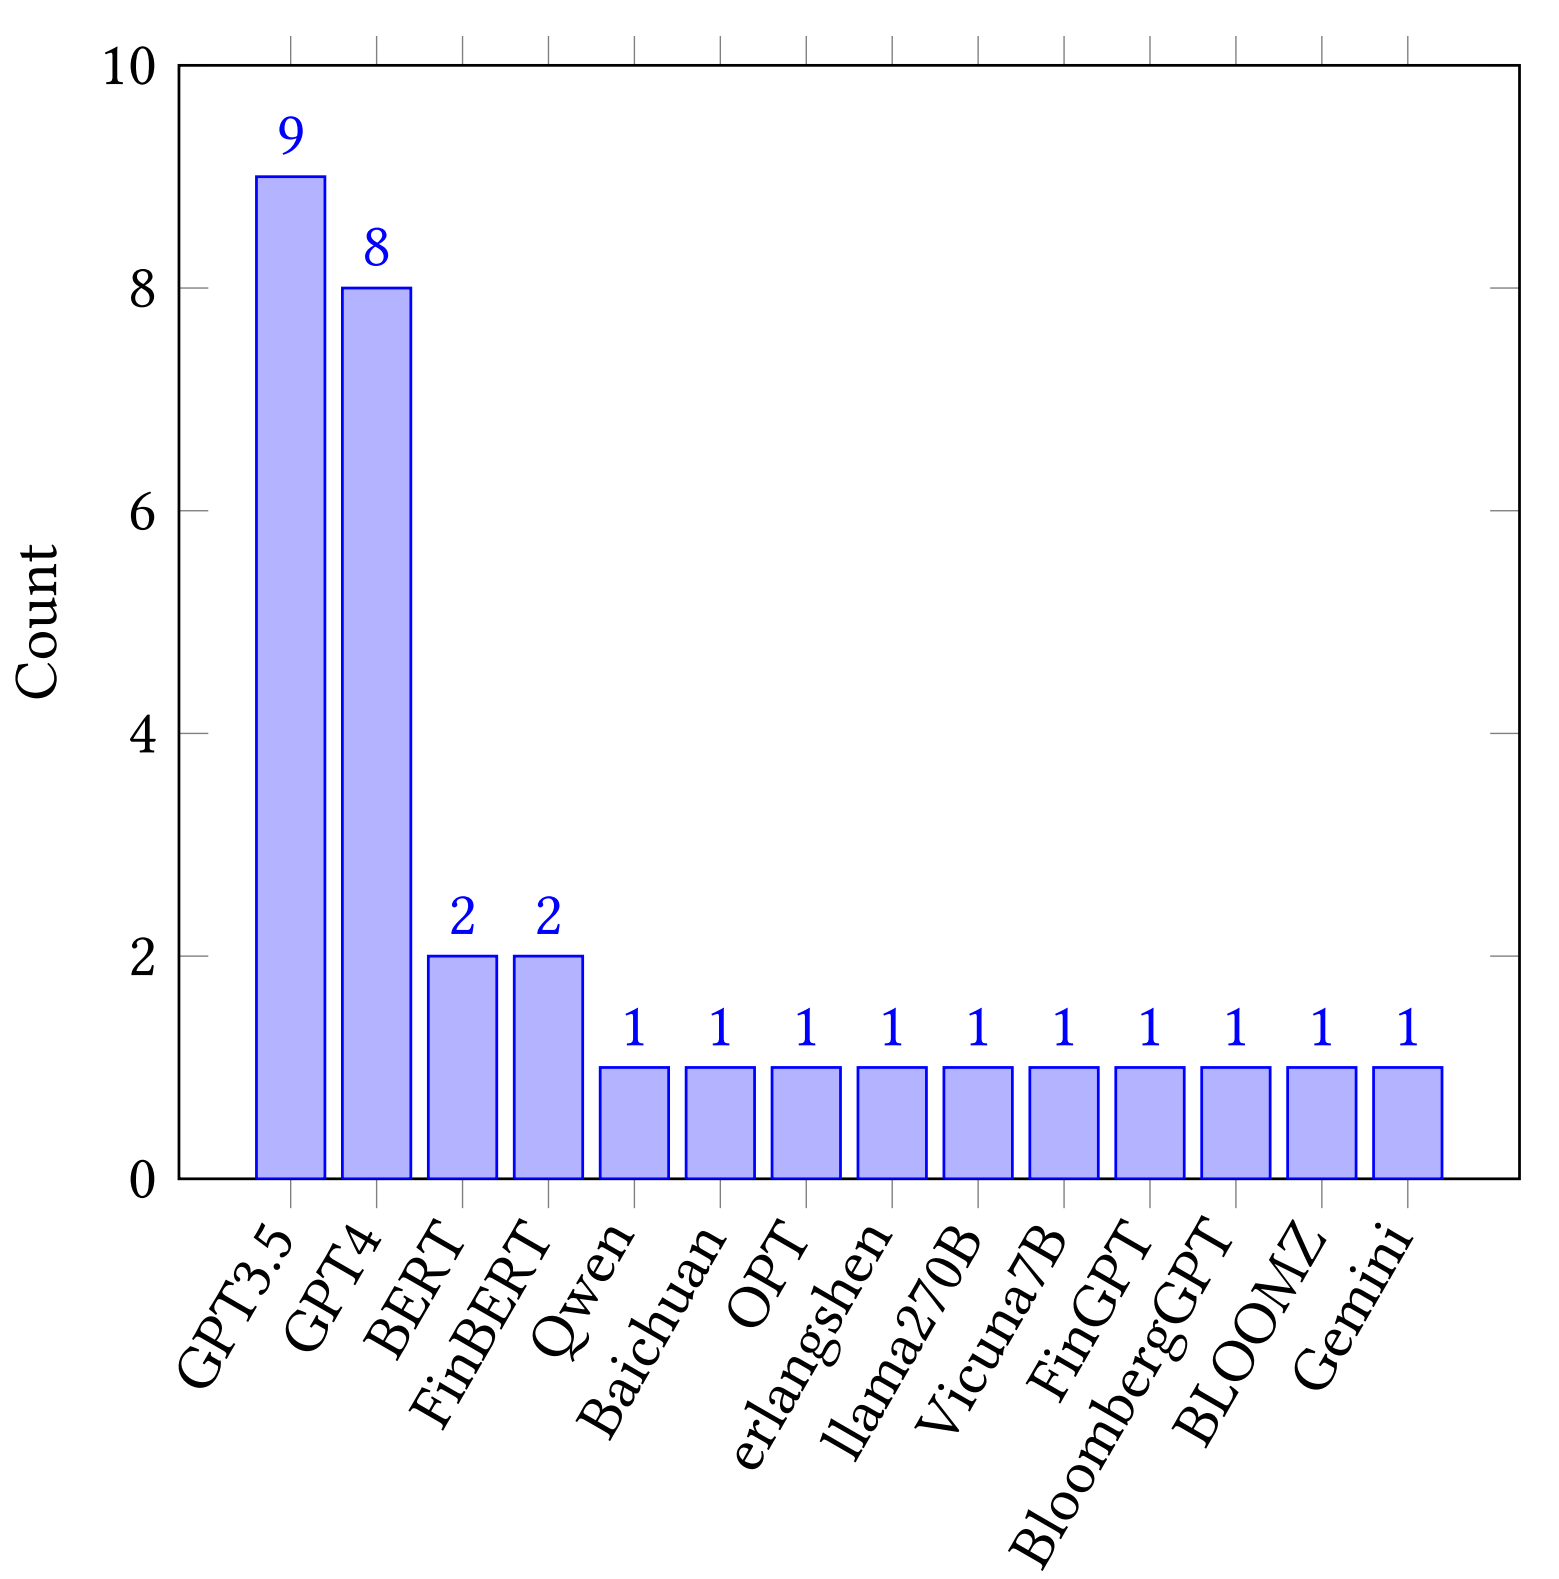 10
8
6
4
2
0
Count
9
8
2
2
1
1
1
1
1
1
1
1
1
1
GPT3.5
GPT4
BERT
FinBERT
Qwen
Baichuan
OPT
erlangshen
llama270B
Vicuna7B
FinGPT
BloombergGPT
BLOOMZ
Gemini